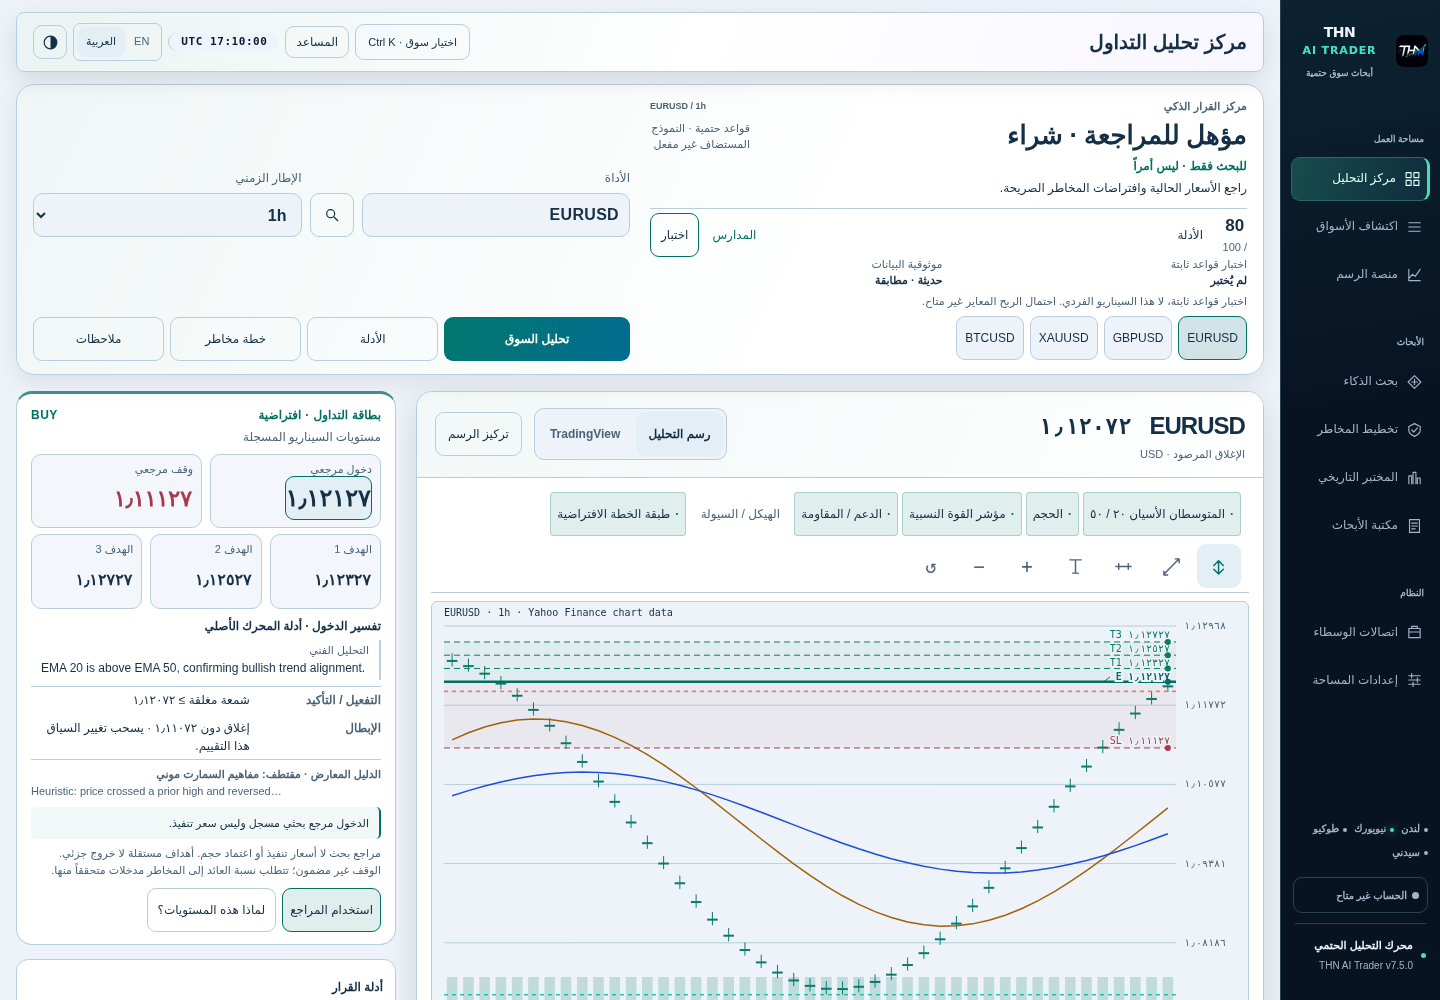 THN
AI TRADER
أبحاث سوق حتمية
مساحة العمل
مركز التحليل
اكتشاف الأسواق
منصة الرسم
الأبحاث
بحث الذكاء
تخطيط المخاطر
المختبر التاريخي
مكتبة الأبحاث
النظام
اتصالات الوسطاء
إعدادات المساحة
لندن
نيويورك
طوكيو
سيدني
الحساب غير متاح
محرك التحليل الحتمي
THN AI Trader v7.5.0
مركز تحليل التداول
اختيار سوق · Ctrl K
المساعد
UTC 17:10:00
EN
العربية
مركز القرار الذكي
EURUSD / 1h
مؤهل للمراجعة · شراء
قواعد حتمية · النموذج
المستضاف غير مفعل
للبحث فقط · ليس أمراً
راجع الأسعار الحالية وافتراضات المخاطر الصريحة.
80
/ 100
الأدلة
المدارس
اختبار
اختبار قواعد ثابتة
لم يُختبر
موثوقية البيانات
حديثة · مطابقة
اختبار قواعد ثابتة، لا هذا السيناريو الفردي. احتمال الربح المعاير غير متاح.
EURUSD
GBPUSD
XAUUSD
BTCUSD
الأداة
EURUSD
الإطار الزمني
1h
تحليل السوق
الأدلة
خطة مخاطر
ملاحظات
EURUSD ١٫١٢٠٧٢
الإغلاق المرصود · USD
رسم التحليل
TradingView
تركيز الرسم
· المتوسطان الأسيان ٢٠ / ٥٠
· الحجم
· مؤشر القوة النسبية
· الدعم / المقاومة
الهيكل / السيولة
· طبقة الخطة الافتراضية
EURUSD · 1h · Yahoo Finance chart data
١٫١٢٩٦٨
T3 ١٫١٢٧٢٧
T2 ١٫١٢٥٢٧
T1 ١٫١٢٣٢٧
E ١٫١٢١٢٧
١٫١١٧٧٢
SL ١٫١١١٢٧
١٫١٠٥٧٧
١٫٠٩٣٨١
١٫٠٨١٨٦
بطاقة التداول · افتراضية
BUY
مستويات السيناريو المسجلة
دخول مرجعي
١٫١٢١٢٧
وقف مرجعي
١٫١١١٢٧
الهدف 1
١٫١٢٣٢٧
الهدف 2
١٫١٢٥٢٧
الهدف 3
١٫١٢٧٢٧
تفسير الدخول · أدلة المحرك الأصلي
التحليل الفني
EMA 20 is above EMA 50, confirming bullish trend alignment.
التفعيل / التأكيد
شمعة مغلقة ≥ ١٫١٢٠٧٢
الإبطال
إغلاق دون ١٫١١٠٧٢ · يسحب تغيير السياق
هذا التقييم.
الدليل المعارض · مقتطف: مفاهيم السمارت موني
Heuristic: price crossed a prior high and reversed…
الدخول مرجع بحثي مسجل وليس سعر تنفيذ.
مراجع بحث لا أسعار تنفيذ أو اعتماد حجم. أهداف مستقلة لا خروج جزئي.
الوقف غير مضمون؛ تتطلب نسبة العائد إلى المخاطر مدخلات متحققاً منها.
استخدام المراجع
لماذا هذه المستويات؟
أدلة القرار